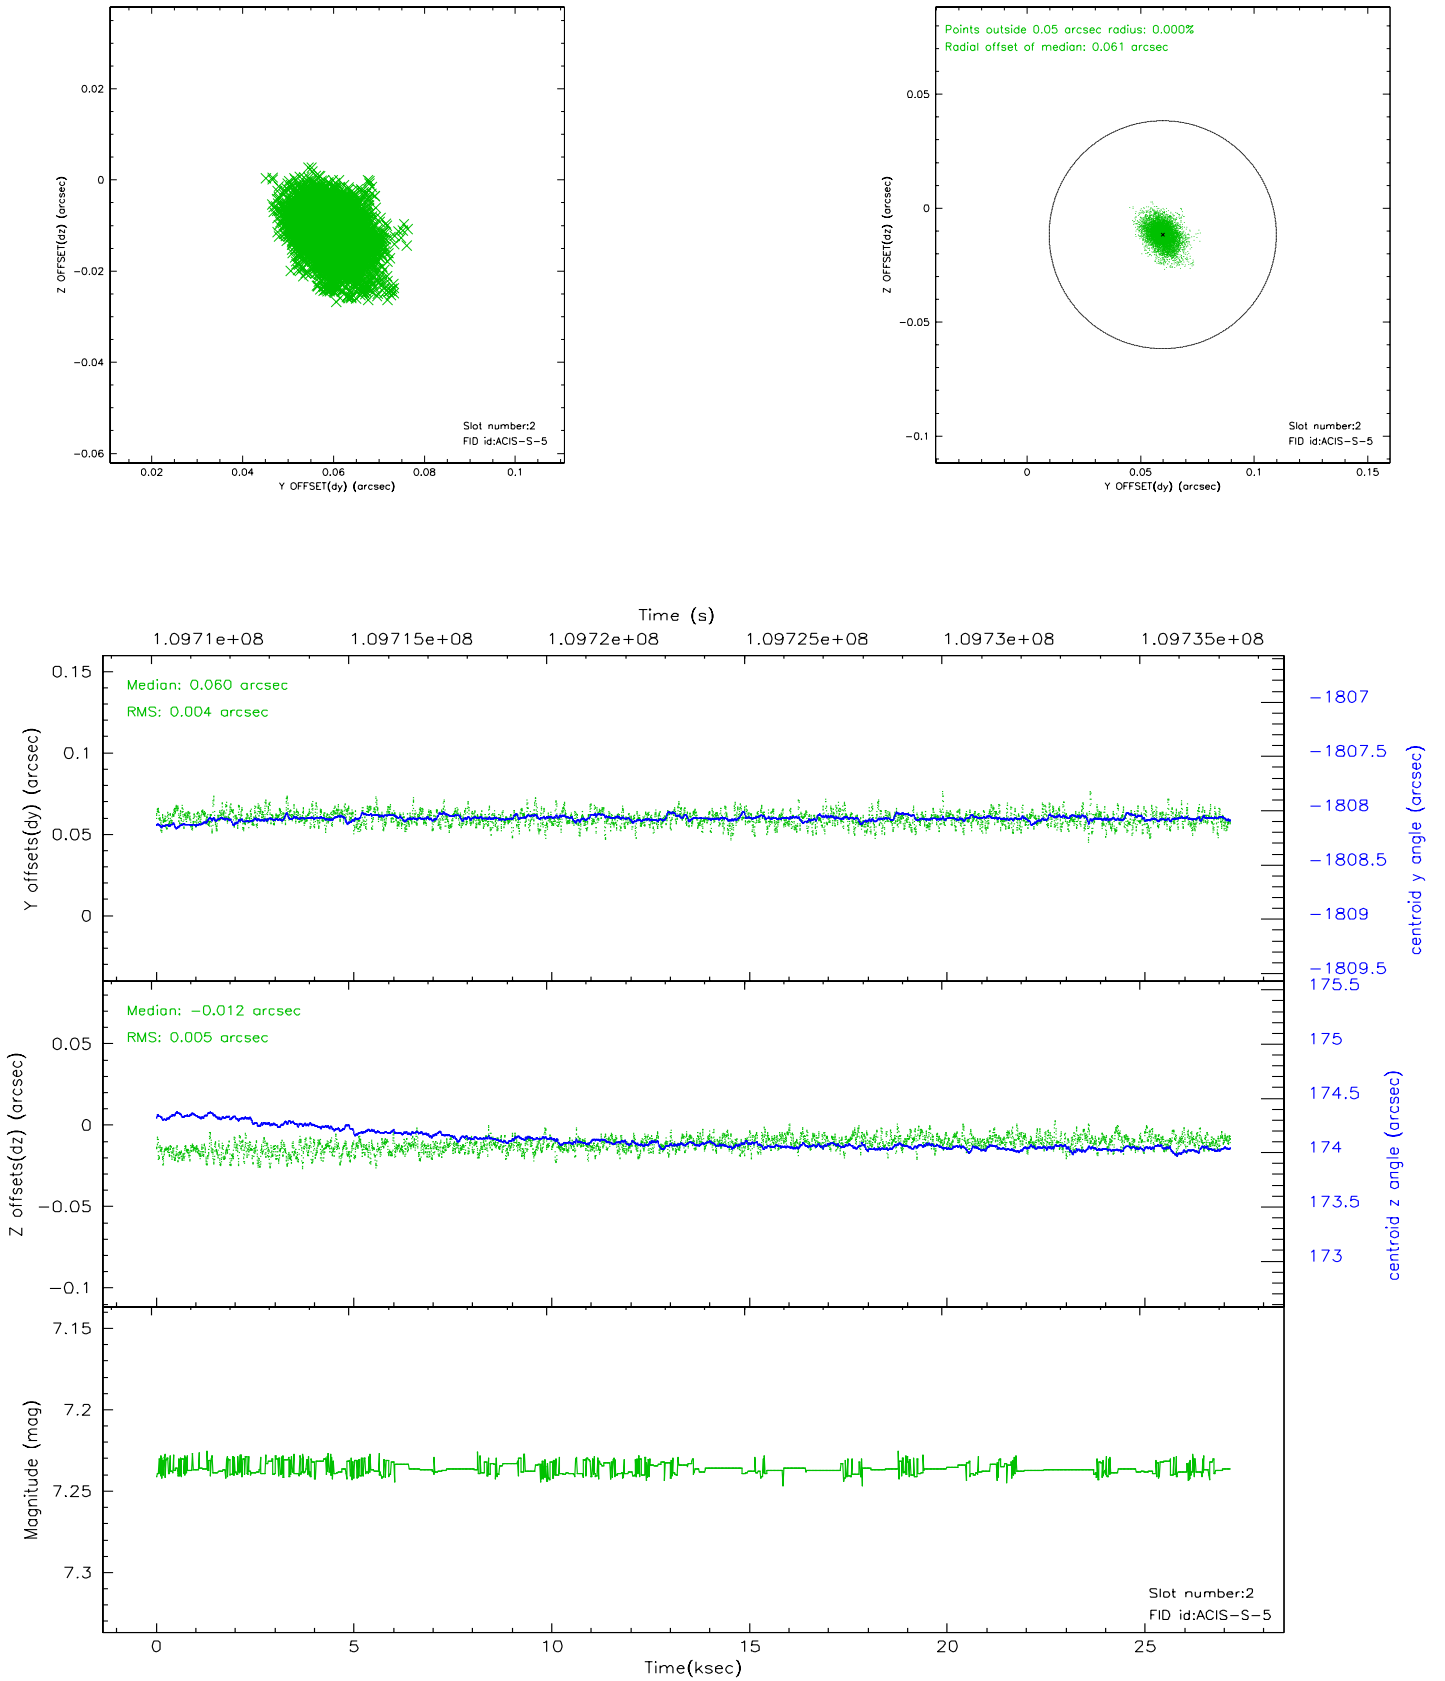 0.02
0
−0.02
−0.04
−0.06
Z OFFSET(dz) (arcsec)
0.02
0.04
0.06
0.08
0.1
Y OFFSET(dy) (arcsec)
Slot number:2
FID id:ACIS−S−5
Points outside 0.05 arcsec radius: 0.000%
Radial offset of median: 0.061 arcsec
0.05
0
−0.05
−0.1
Z OFFSET(dz) (arcsec)
0
0.05
0.1
0.15
Y OFFSET(dy) (arcsec)
Slot number:2
FID id:ACIS−S−5
Time (s)
1.0971e+08
1.09715e+08
1.0972e+08
1.09725e+08
1.0973e+08
1.09735e+08
Median: 0.060 arcsec
RMS: 0.004 arcsec
0.15
0.1
0.05
0
Y offsets(dy) (arcsec)
−1807
−1807.5
−1808
−1808.5
−1809
−1809.5
centroid y angle (arcsec)
Median: −0.012 arcsec
RMS: 0.005 arcsec
0.05
0
−0.05
−0.1
Z offsets(dz) (arcsec)
175.5
175
174.5
174
173.5
173
centroid z angle (arcsec)
7.15
7.2
7.25
7.3
Magnitude (mag)
Slot number:2
FID id:ACIS−S−5
0
5
10
15
20
25
Time(ksec)